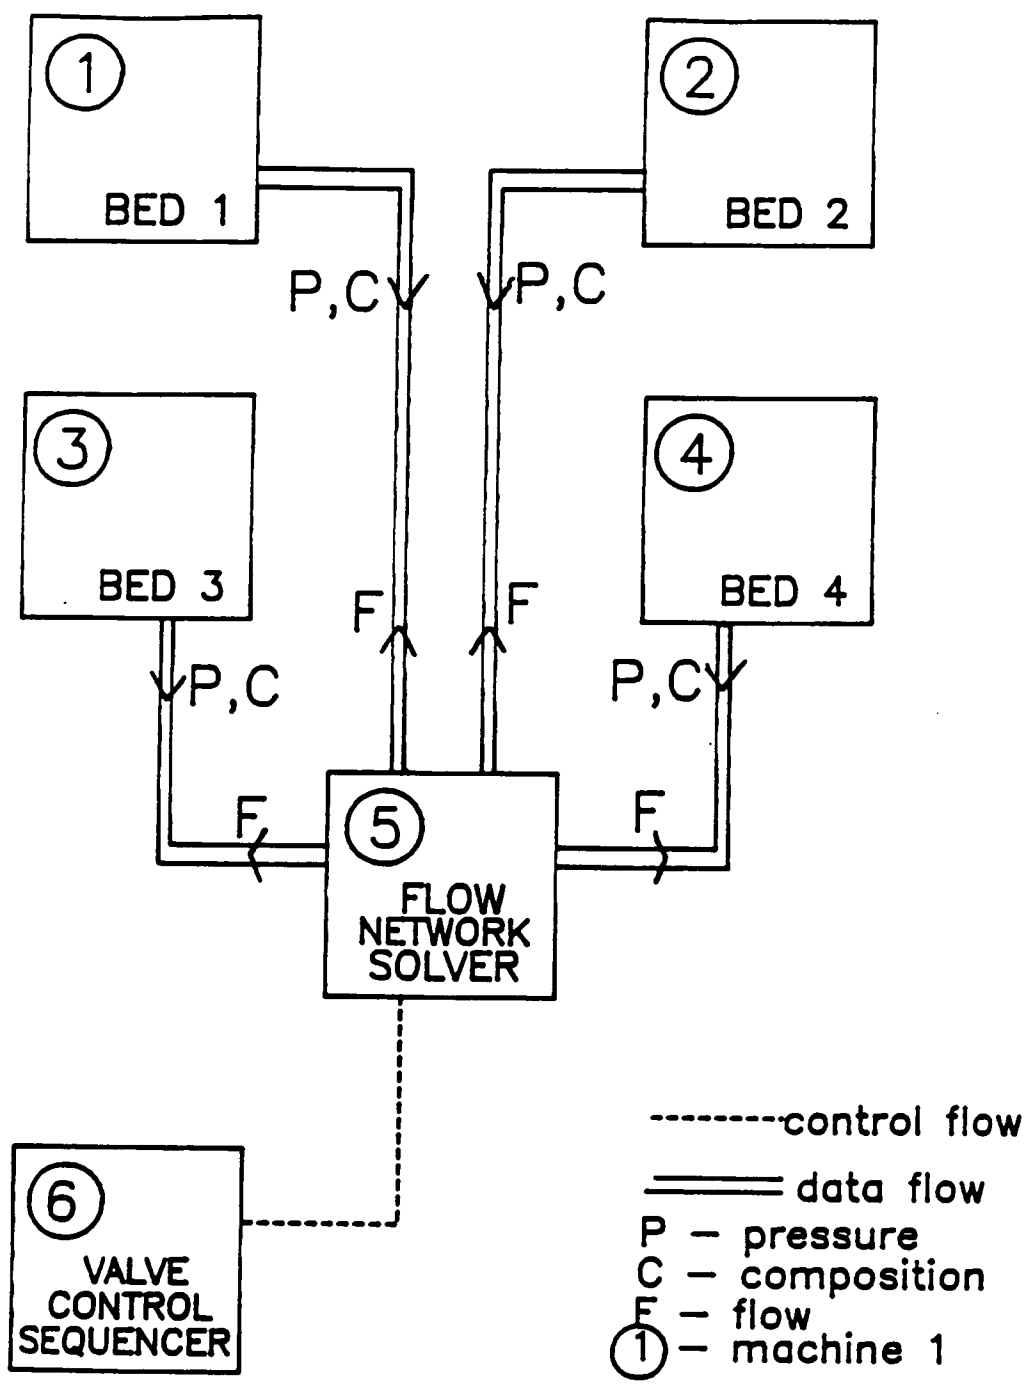 1
BED 1
2
BED 2
P,C
P,C
3
BED 3
4
BED 4
F
F
P,C
P,C
F
F
5
FLOW
NETWORK
SOLVER
6
VALVE
CONTROL
SEQUENCER
control flow
data flow
P – pressure
C – composition
F – flow
1 – machine 1